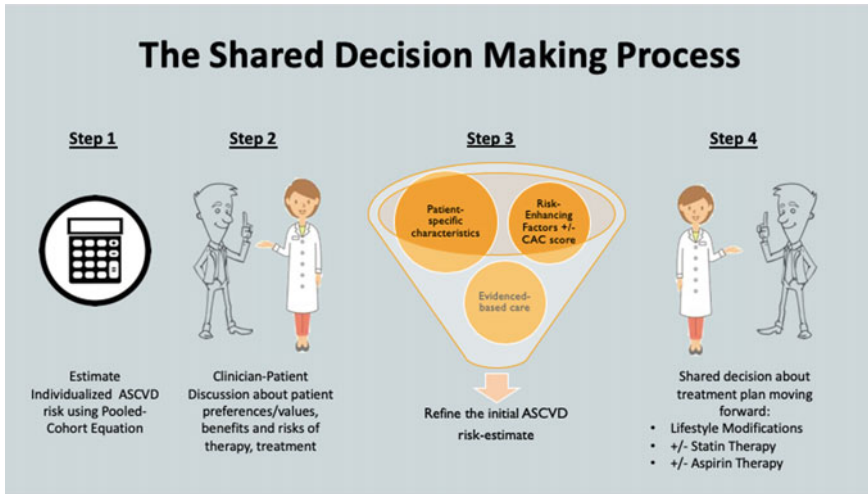 The Shared Decision Making Process
Step 1
Estimate
Individualized ASCVD
risk using Pooled-
Cohort Equation
Step 2
Clinician-Patient
Discussion about patient
preferences/values,
benefits and risks of
therapy, treatment
Step 3
Patient-
specific
characteristics
Risk-
Enhancing
Factors +/-
CAC score
Evidenced-
based care
Refine the initial ASCVD
risk-estimate
Step 4
Shared decision about
treatment plan moving
forward:
• Lifestyle Modifications
• +/- Statin Therapy
• +/- Aspirin Therapy